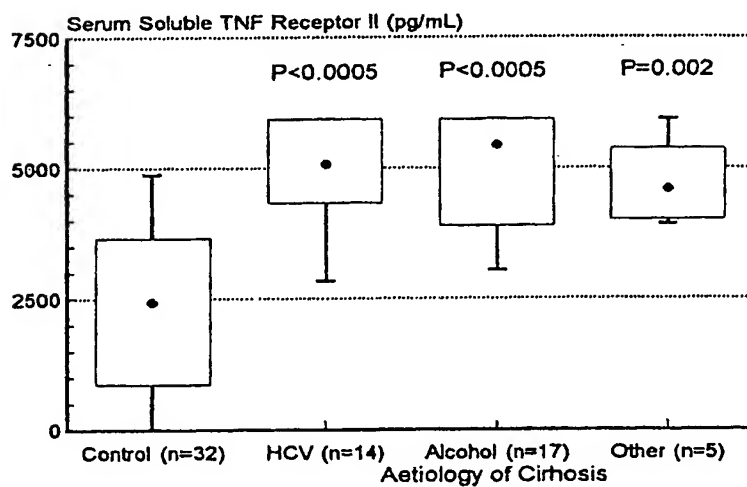 Serum Soluble TNF Receptor II (pg/mL)
7500
P<0.0005 P<0.0005 P=0.002
5000
2500
0
Control (n=32) HCV (n=14) Alcohol (n=17) Other (n=5)
Aetiology of Cirrhosis